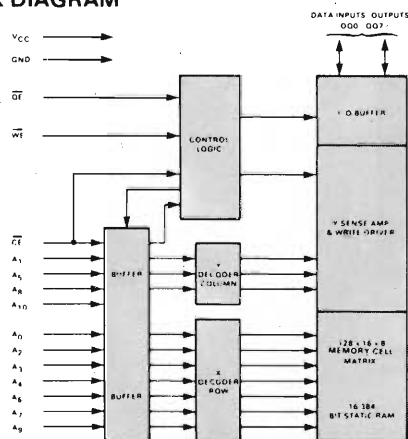 K DIAGRAM
DATA INPUTS OUTPUTS
DQ0 DQ7
VCC
GND
OE
WE
CE
A1
A5
A8
A10
A0
A2
A3
A4
A6
A7
A9
CONTROL
LOGIC
BUFFER
BUFFER
Y
DECODER
COLUMN
X
DECODER
ROW
I O BUFFER
Y SENSE AMP
& WRITE DRIVER
128 x 16 x 8
MEMORY CELL
MATRIX
16 384
BIT STATIC RAM